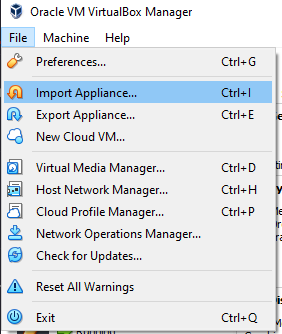 Oracle VM VirtualBox Manager
File Machine Help
Preferences... Ctrl+G
Import Appliance... Ctrl+I
Export Appliance... Ctrl+E
New Cloud VM...
Virtual Media Manager... Ctrl+D
Host Network Manager... Ctrl+H
Cloud Profile Manager... Ctrl+P
Network Operations Manager...
Check for Updates...
Reset All Warnings
Exit Ctrl+Q
Running